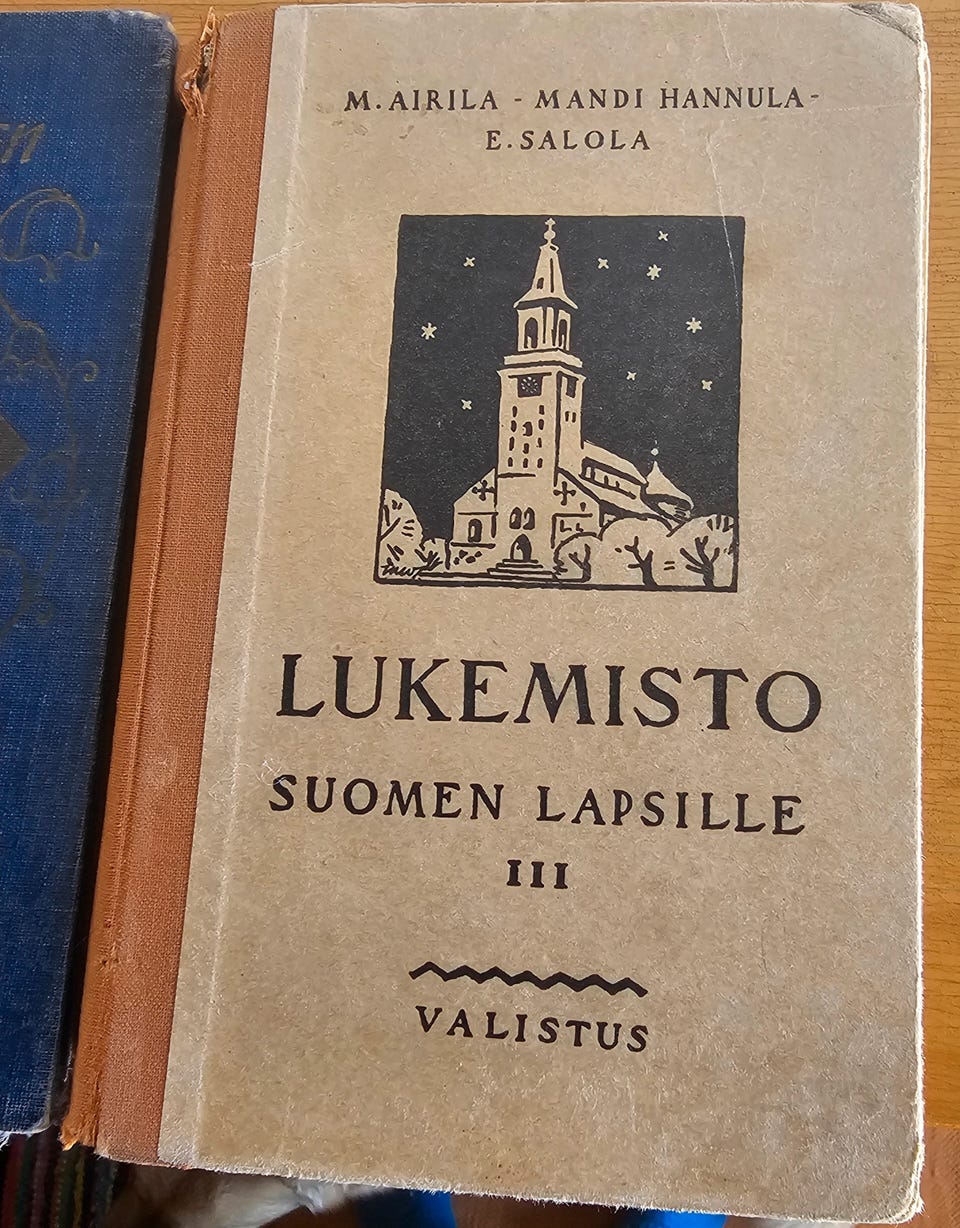 M. AIRILA - MANDI HANNULA -
E. SALOLA
LUKEMISTO
SUOMEN LAPSILLE
III
VALISTUS